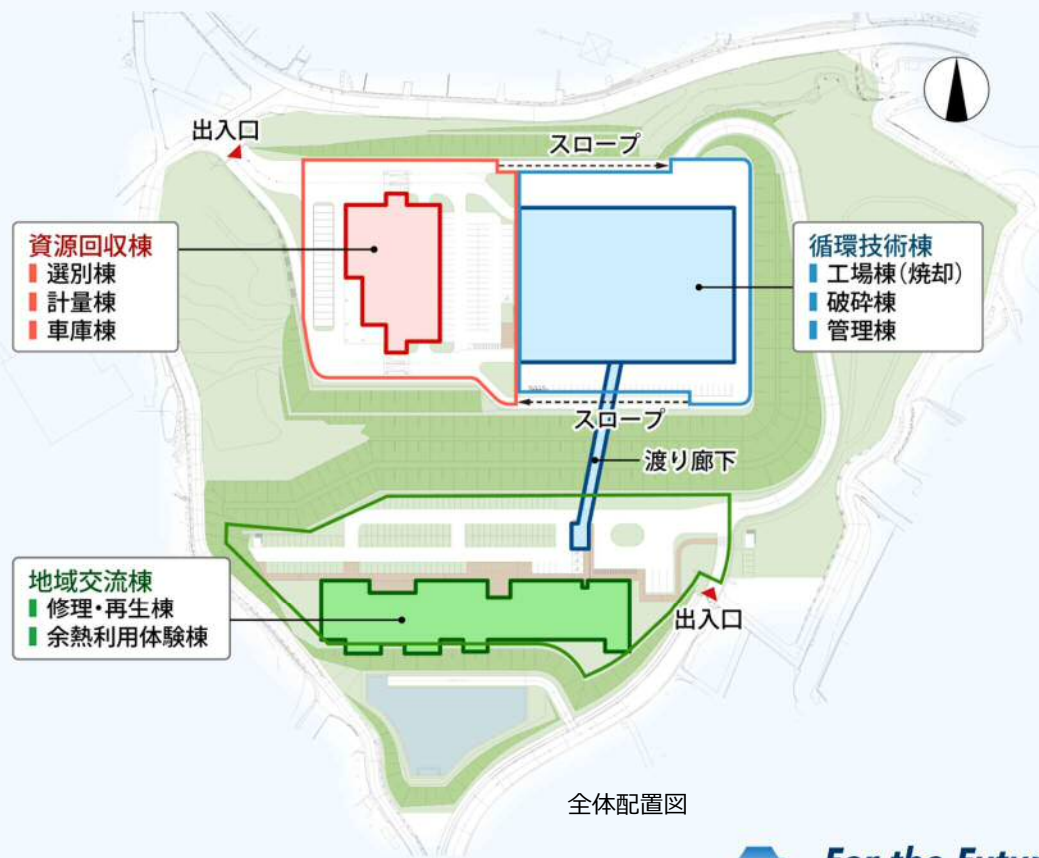 出入口
スロープ
資源回収棟
選別棟
計量棟
車庫棟
循環技術棟
工場棟(焼却)
破砕棟
管理棟
スロープ
渡り廊下
地域交流棟
修理・再生棟
余熱利用体験棟
出入口
全体配置図
For the Futu